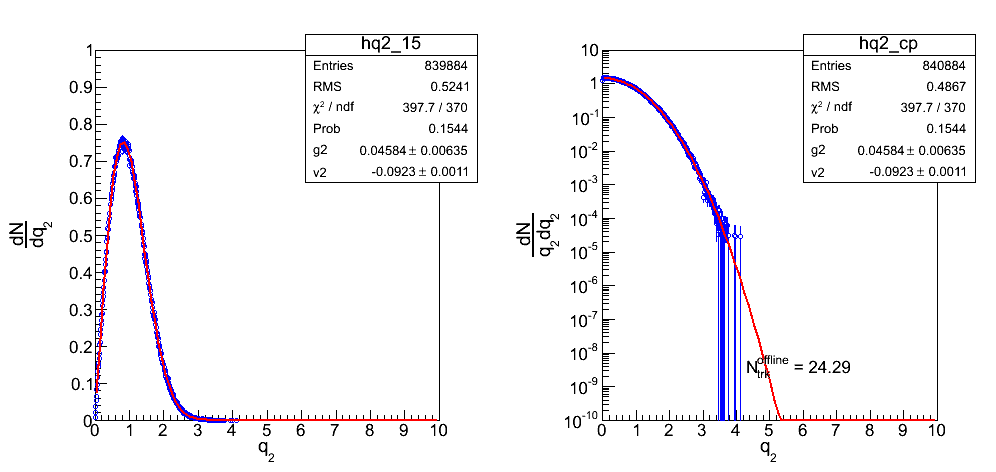 hq2_15
Entries 839884
RMS 0.5241
χ² / ndf 397.7 / 370
Prob 0.1544
g2 0.04584 ± 0.00635
v2 -0.0923 ± 0.0011
1
0.9
0.8
0.7
0.6
0.5
0.4
0.3
0.2
0.1
0
dN
dq₂
0 1 2 3 4 5 6 7 8 9 10
q₂
hq2_cp
Entries 840884
RMS 0.4867
χ² / ndf 397.7 / 370
Prob 0.1544
g2 0.04584 ± 0.00635
v2 -0.0923 ± 0.0011
10
1
10⁻¹
10⁻²
10⁻³
10⁻⁴
10⁻⁵
10⁻⁶
10⁻⁷
10⁻⁸
10⁻⁹
10⁻¹⁰
dN
q₂dq₂
N offline trk = 24.29
0 1 2 3 4 5 6 7 8 9 10
q₂